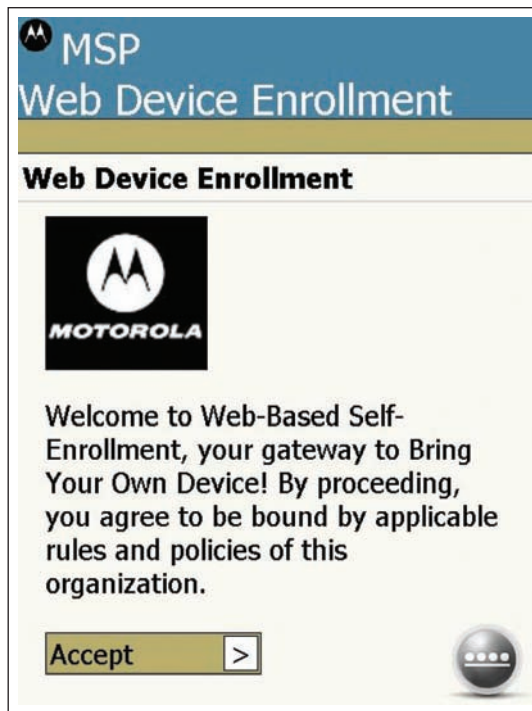 MSP
Web Device Enrollment
Web Device Enrollment
MOTOROLA
Welcome to Web-Based Self-
Enrollment, your gateway to Bring
Your Own Device! By proceeding,
you agree to be bound by applicable
rules and policies of this
organization.
Accept >